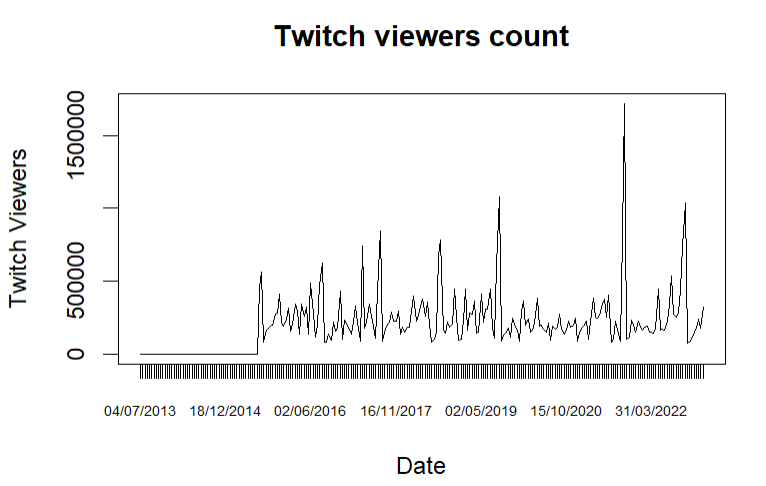 Twitch viewers count
Twitch Viewers
1500000
500000
0
04/07/2013 18/12/2014 02/06/2016 16/11/2017 02/05/2019 15/10/2020 31/03/2022
Date